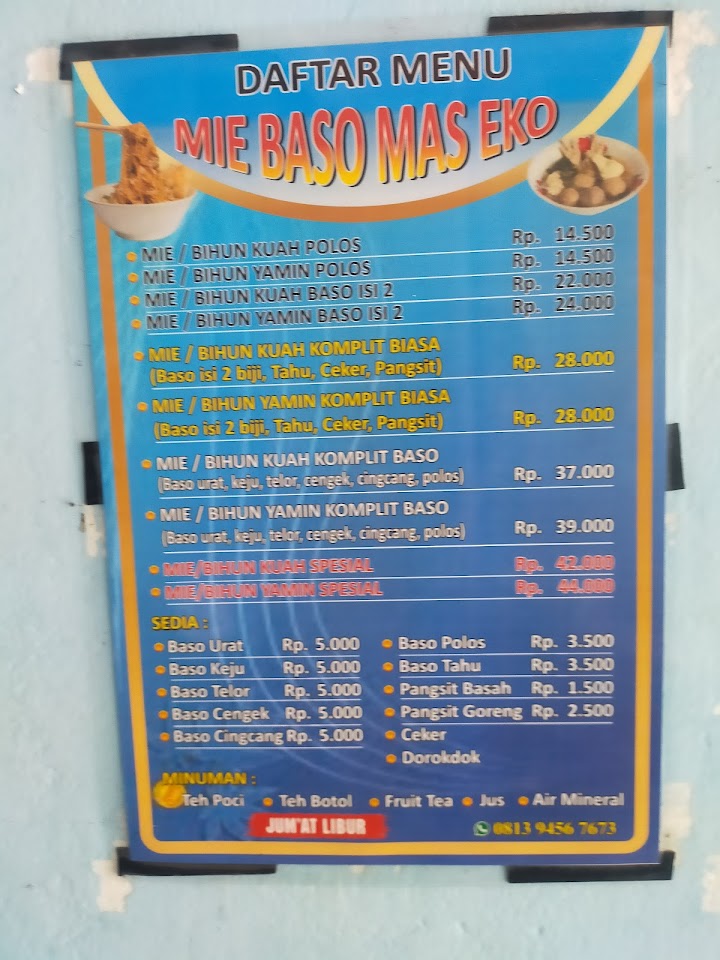 DAFTAR MENU
MIE BASO MAS EKO
MIE / BIHUN KUAH POLOS Rp. 14.500
MIE / BIHUN YAMIN POLOS Rp. 14.500
MIE / BIHUN KUAH BASO ISI 2 Rp. 22.000
MIE / BIHUN YAMIN BASO ISI 2 Rp. 24.000
MIE / BIHUN KUAH KOMPLIT BIASA
(Baso isi 2 biji, Tahu, Ceker, Pangsit) Rp. 28.000
MIE / BIHUN YAMIN KOMPLIT BIASA
(Baso isi 2 biji, Tahu, Ceker, Pangsit) Rp. 28.000
MIE / BIHUN KUAH KOMPLIT BASO
(Baso urat, keju, telor, cengek, cingcang, polos) Rp. 37.000
MIE / BIHUN YAMIN KOMPLIT BASO
(Baso urat, keju, telor, cengek, cingcang, polos) Rp. 39.000
MIE/BIHUN KUAH SPESIAL Rp. 42.000
MIE/BIHUN YAMIN SPESIAL Rp. 44.000
SEDIA :
Baso Urat Rp. 5.000
Baso Keju Rp. 5.000
Baso Telor Rp. 5.000
Baso Cengek Rp. 5.000
Baso Cingcang Rp. 5.000
Baso Polos Rp. 3.500
Baso Tahu Rp. 3.500
Pangsit Basah Rp. 1.500
Pangsit Goreng Rp. 2.500
Ceker
Dorokdok
MINUMAN :
Teh Poci Teh Botol Fruit Tea Jus Air Mineral
JUM'AT LIBUR
0813 9456 7673